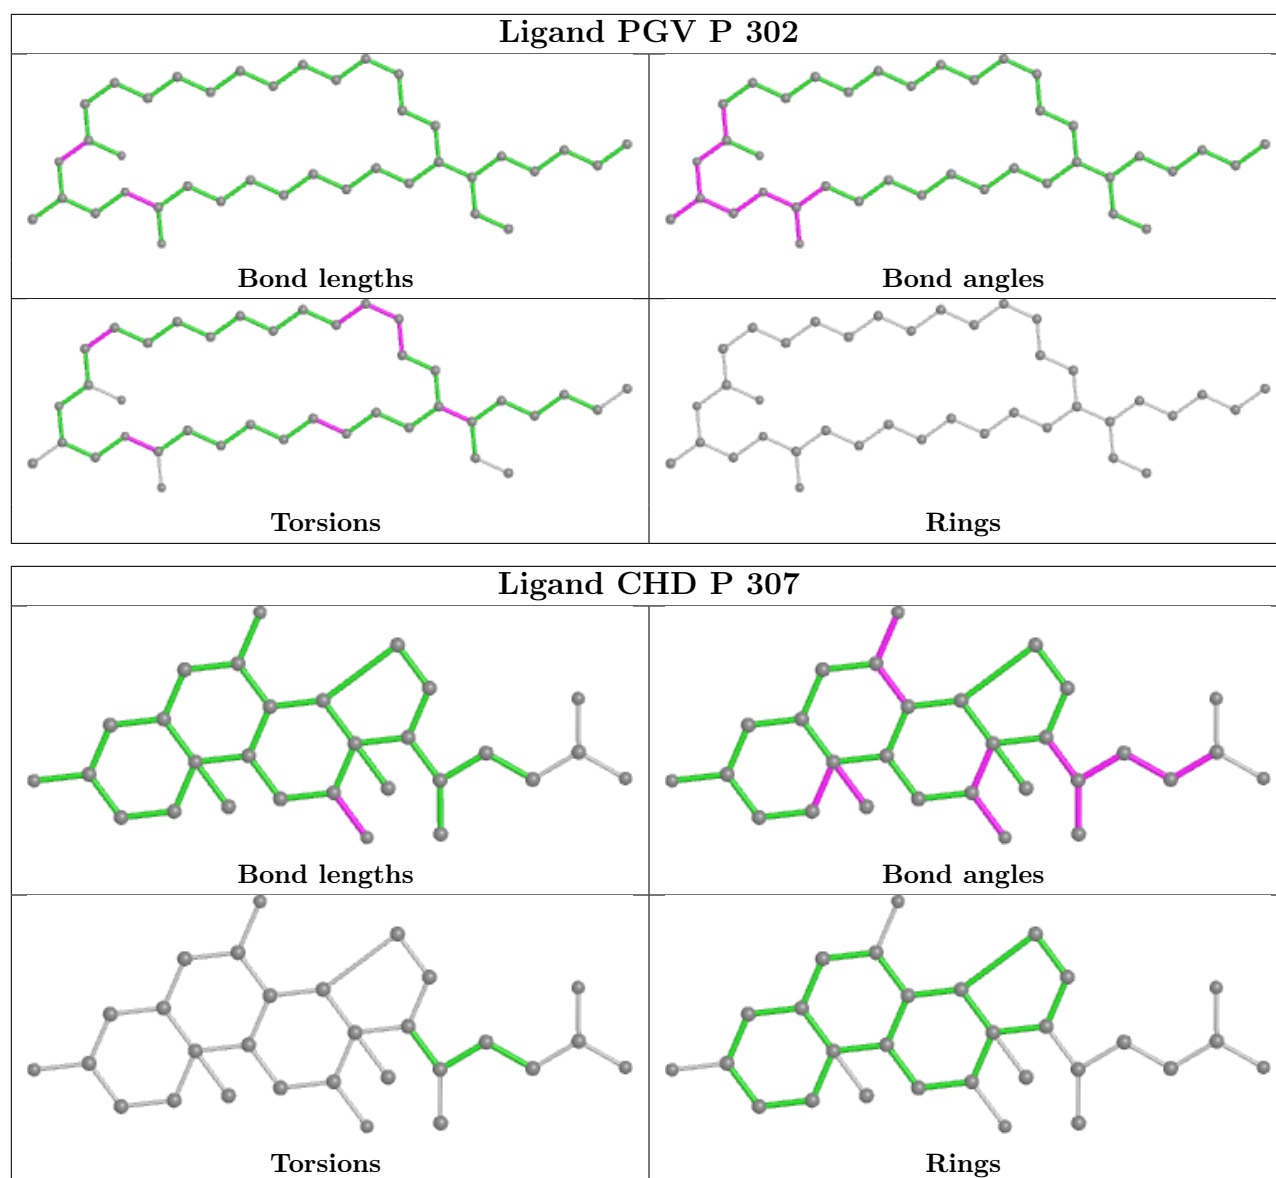 Ligand PGV P 302
Bond lengths
Bond angles
Torsions
Rings
Ligand CHD P 307
Bond lengths
Bond angles
Torsions
Rings